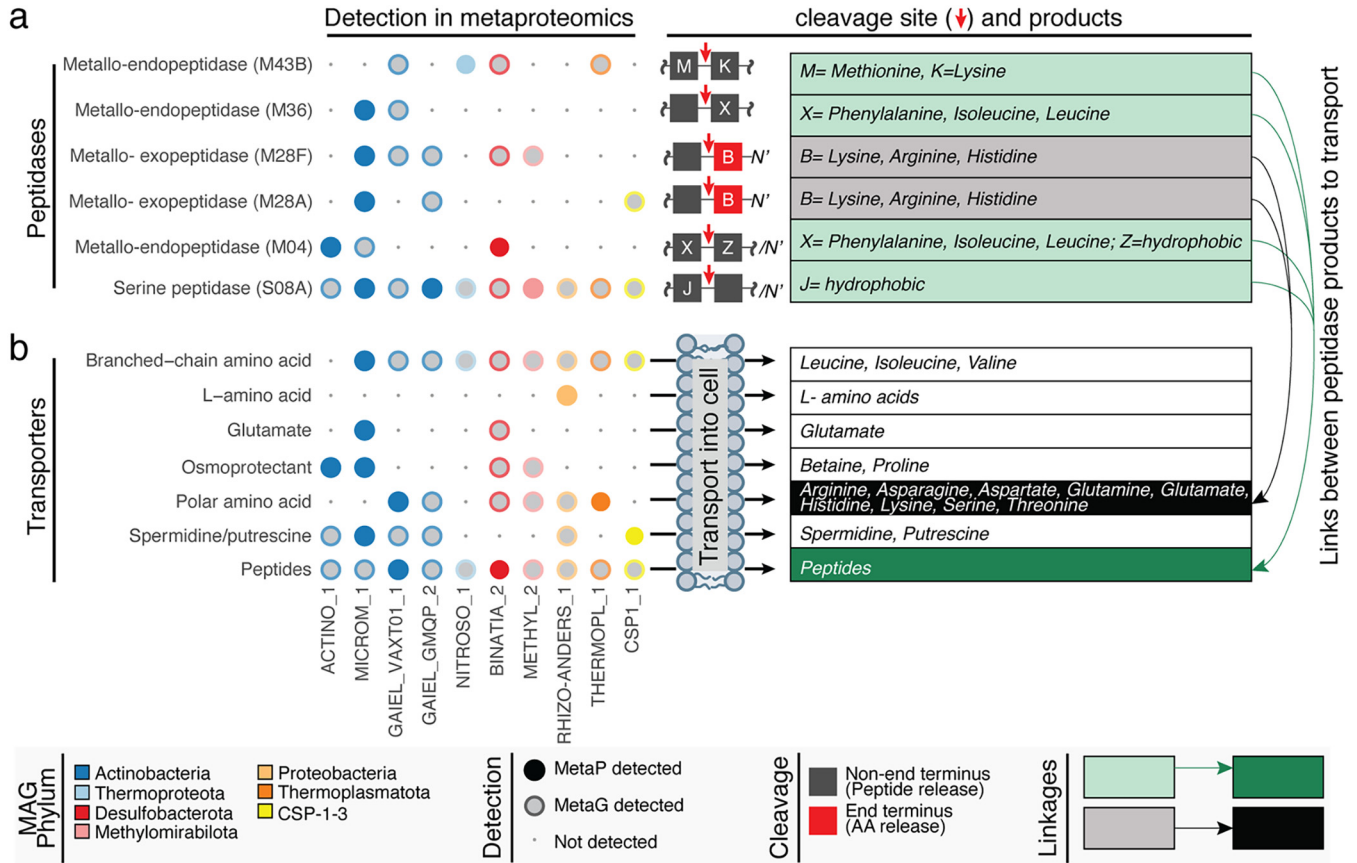 a
Detection in metaproteomics
cleavage site ( ) and products
Peptidases
Metallo-endopeptidase (M43B)
M K
M= Methionine, K=Lysine
Metallo-endopeptidase (M36)
X
X= Phenylalanine, Isoleucine, Leucine
Metallo- exopeptidase (M28F)
B N'
B= Lysine, Arginine, Histidine
Metallo- exopeptidase (M28A)
B N'
B= Lysine, Arginine, Histidine
Metallo-endopeptidase (M04)
X Z /N'
X= Phenylalanine, Isoleucine, Leucine; Z=hydrophobic
Serine peptidase (S08A)
J /N'
J= hydrophobic
Links between peptidase products to transport
b
Transporters
Transport into cell
Branched–chain amino acid
Leucine, Isoleucine, Valine
L–amino acid
L- amino acids
Glutamate
Glutamate
Osmoprotectant
Betaine, Proline
Polar amino acid
Arginine, Asparagine, Aspartate, Glutamine, Glutamate,
Histidine, Lysine, Serine, Threonine
Spermidine/putrescine
Spermidine, Putrescine
Peptides
Peptides
ACTINO_1
MICROM_1
GAIEL_VAXT01_1
GAIEL_GMQP_2
NITROSO_1
BINATIA_2
METHYL_2
RHIZO-ANDERS_1
THERMOPL_1
CSP1_1
MAG
Phylum
Actinobacteria
Thermoproteota
Desulfobacterota
Methylomirabilota
Proteobacteria
Thermoplasmatota
CSP-1-3
Detection
MetaP detected
MetaG detected
Not detected
Cleavage
Non-end terminus
(Peptide release)
End terminus
(AA release)
Linkages